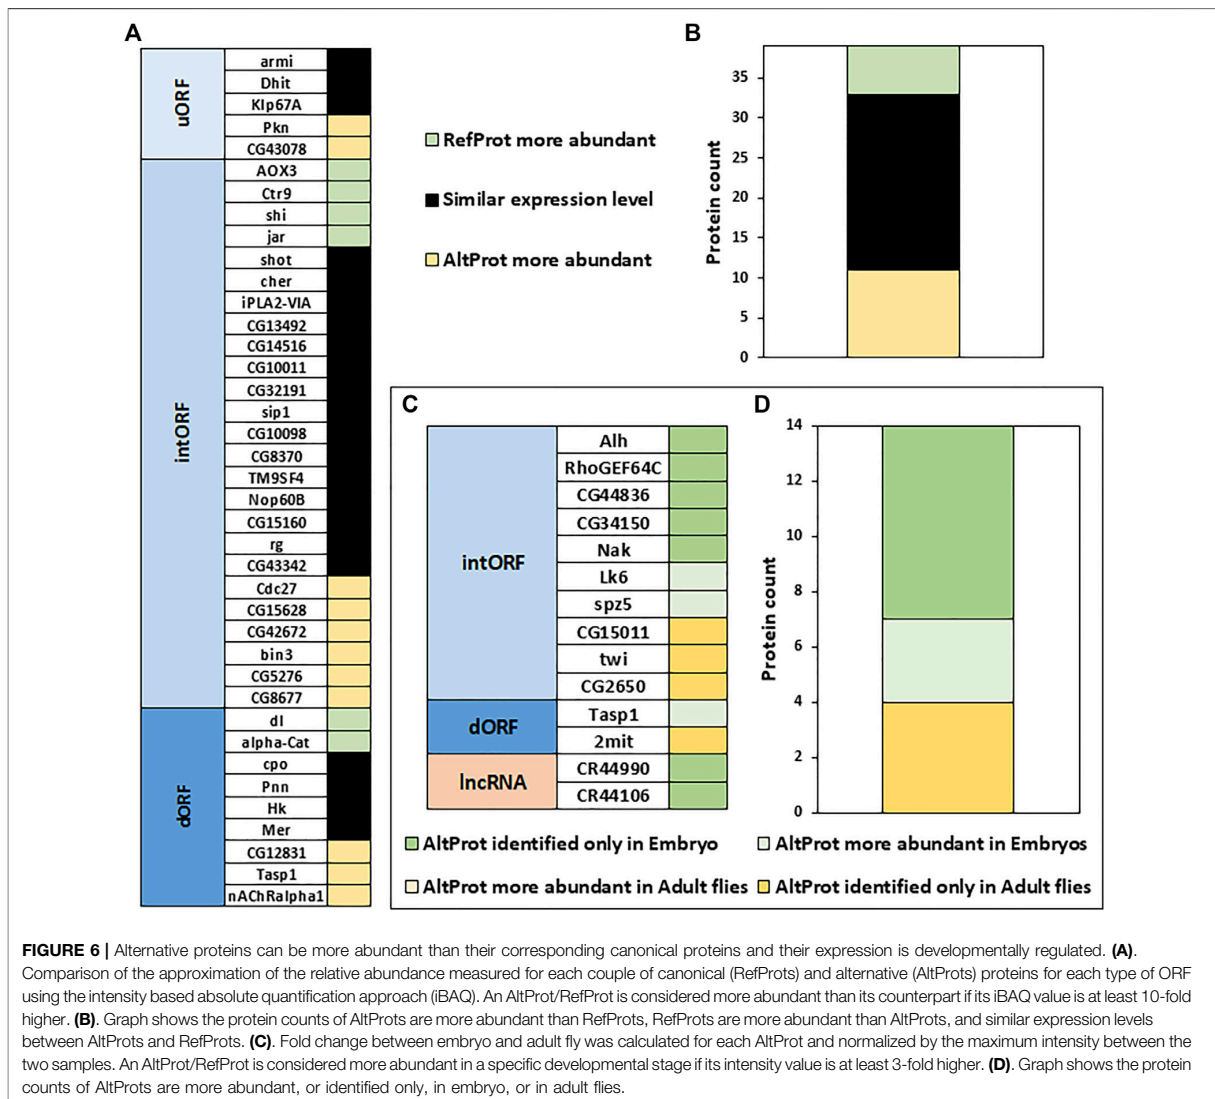 A
uORF
armi
Dhit
Klp67A
Pkn
CG43078
intORF
AOX3
Ctr9
shi
jar
shot
cher
iPLA2-VIA
CG13492
CG14516
CG10011
CG32191
sip1
CG10098
CG8370
TM9SF4
Nop60B
CG15160
rg
CG43342
Cdc27
CG15628
CG42672
bin3
CG5276
CG8677
dORF
dl
alpha-Cat
cpo
Pnn
Hk
Mer
CG12831
Tasp1
nAChRalpha1
RefProt more abundant
Similar expression level
AltProt more abundant
B
Protein count
35
30
25
20
15
10
5
0
C
intORF
Alh
RhoGEF64C
CG44836
CG34150
Nak
Lk6
spz5
CG15011
twi
CG2650
dORF
Tasp1
2mit
lncRNA
CR44990
CR44106
D
Protein count
14
12
10
8
6
4
2
0
AltProt identified only in Embryo
AltProt more abundant in Embryos
AltProt more abundant in Adult flies
AltProt identified only in Adult flies
FIGURE 6 | Alternative proteins can be more abundant than their corresponding canonical proteins and their expression is developmentally regulated. (A).
Comparison of the approximation of the relative abundance measured for each couple of canonical (RefProts) and alternative (AltProts) proteins for each type of ORF
using the intensity based absolute quantification approach (iBAQ). An AltProt/RefProt is considered more abundant than its counterpart if its iBAQ value is at least 10-fold
higher. (B). Graph shows the protein counts of AltProts are more abundant than RefProts, RefProts are more abundant than AltProts, and similar expression levels
between AltProts and RefProts. (C). Fold change between embryo and adult fly was calculated for each AltProt and normalized by the maximum intensity between the
two samples. An AltProt/RefProt is considered more abundant in a specific developmental stage if its intensity value is at least 3-fold higher. (D). Graph shows the protein
counts of AltProts are more abundant, or identified only, in embryo, or in adult flies.